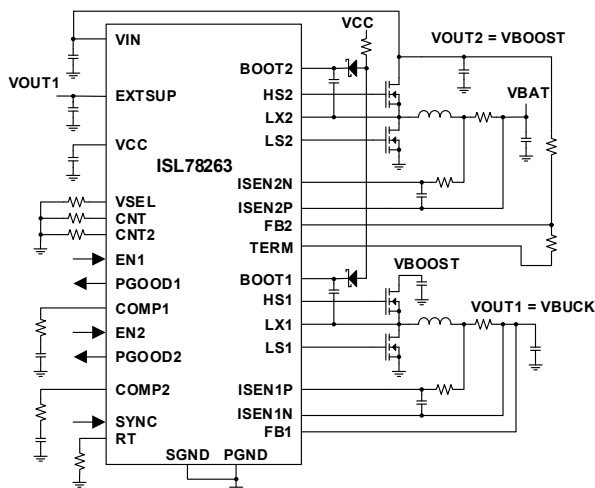 VCC
VIN
VOUT2 = VBOOST
BOOT2
VOUT1
EXTSUP
HS2
VBAT
LX2
VCC
LS2
ISL78263
ISEN2N
VSEL
ISEN2P
CNT
FB2
CNT2
TERM
EN1
BOOT1
VBOOST
PGOOD1
HS1
COMP1
VOUT1 = VBUCK
LX1
EN2
LS1
PGOOD2
ISEN1P
COMP2
ISEN1N
SYNC
FB1
RT
SGND PGND